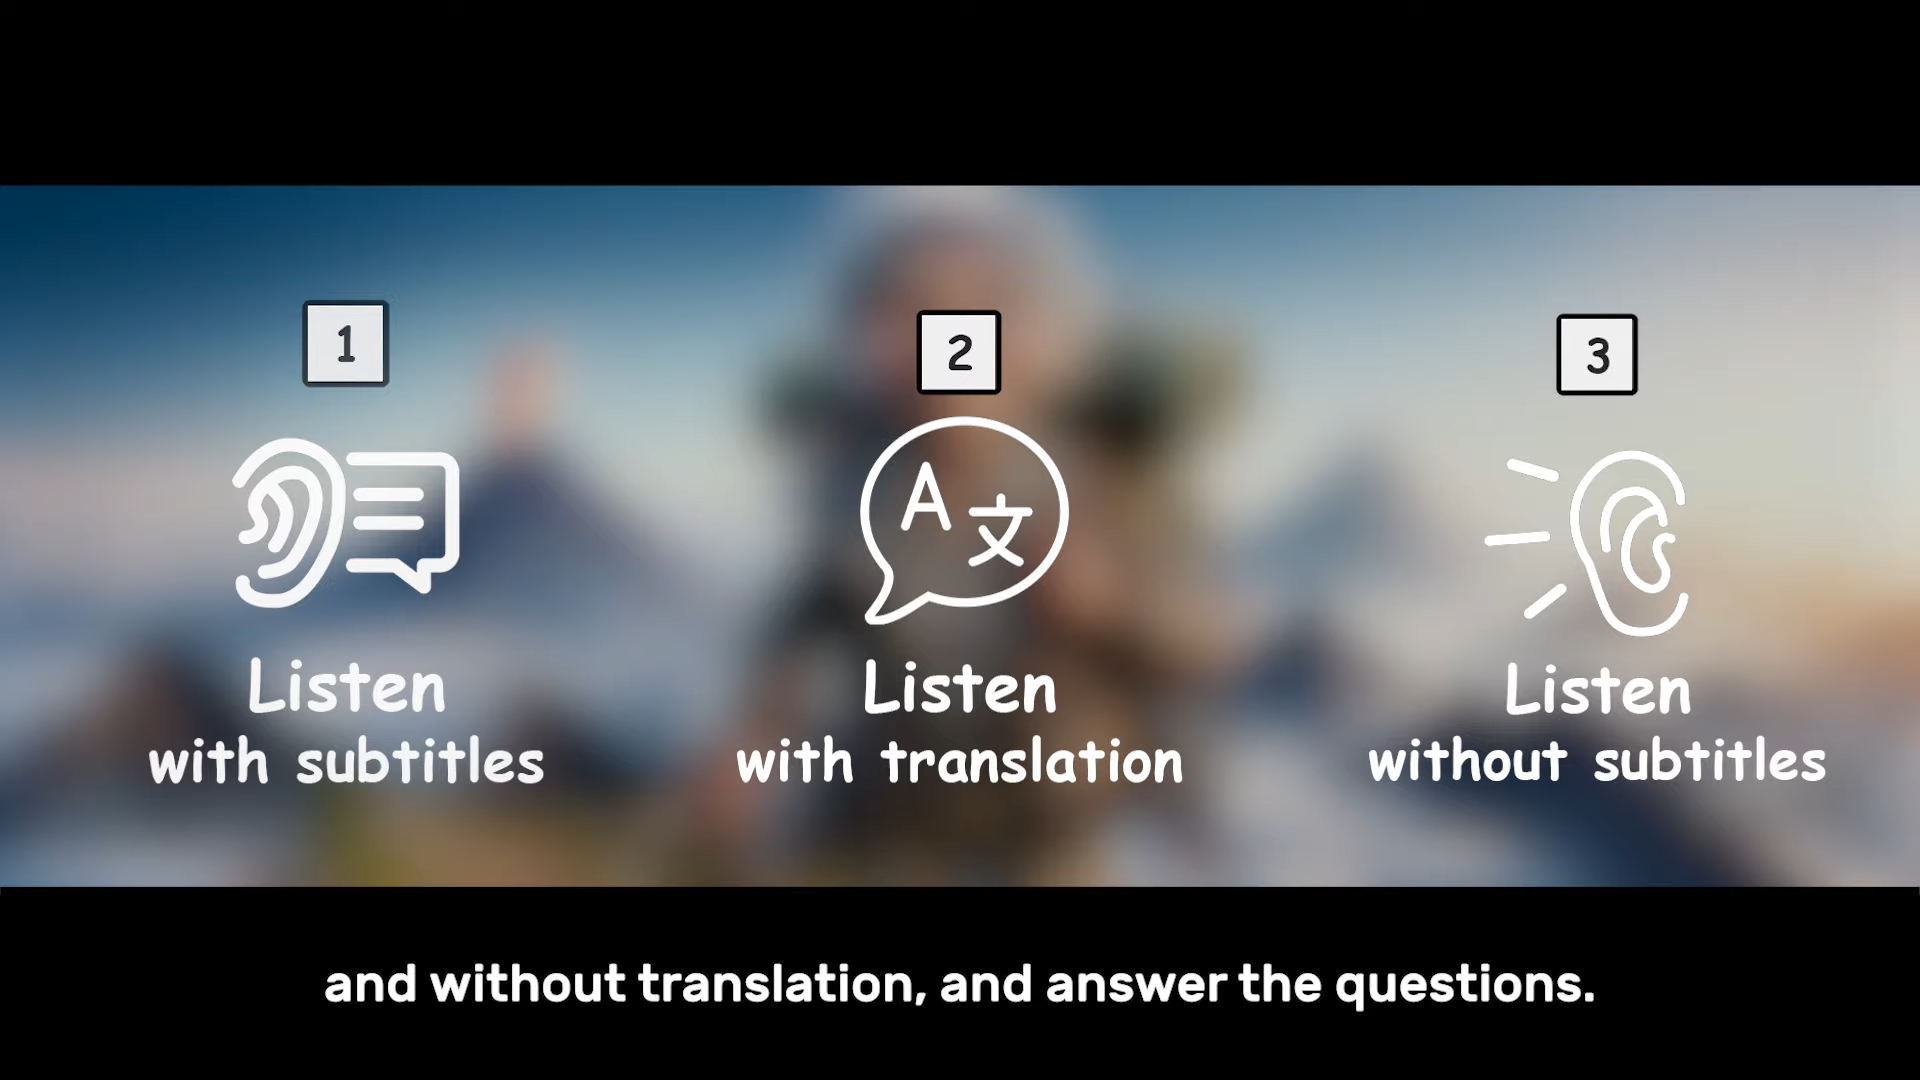 1
Listen
with subtitles
2
A文
Listen
with translation
3
Listen
without subtitles
and without translation, and answer the questions.